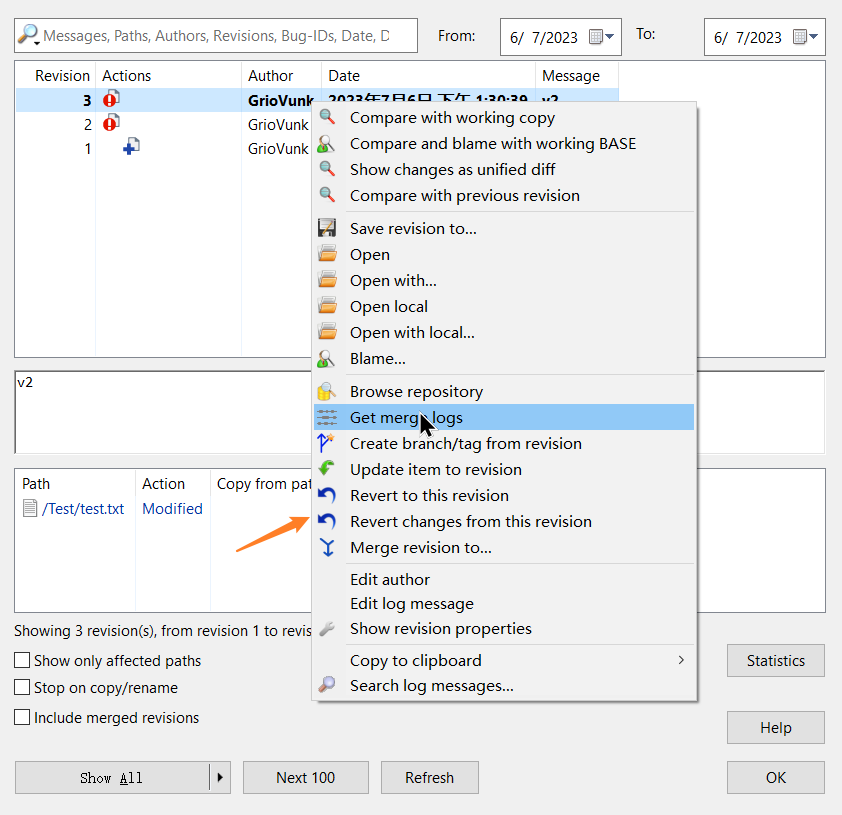 Messages, Paths, Authors, Revisions, Bug-IDs, Date, D
From: 6/ 7/2023 To: 6/ 7/2023
Revision Actions Author Date Message
3 GrioVunk 2023年7月6日 下午 1:30:39 v2
2 GrioVunk
1 GrioVunk
Compare with working copy
Compare and blame with working BASE
Show changes as unified diff
Compare with previous revision
Save revision to...
Open
Open with...
Open local
Open with local...
Blame...
Browse repository
Get merge logs
Create branch/tag from revision
Update item to revision
Revert to this revision
Revert changes from this revision
Merge revision to...
Edit author
Edit log message
Show revision properties
Copy to clipboard
Search log messages...
v2
Path Action Copy from pat
/Test/test.txt Modified
Showing 3 revision(s), from revision 1 to revis
Show only affected paths
Stop on copy/rename
Include merged revisions
Statistics
Help
Show All Next 100 Refresh OK